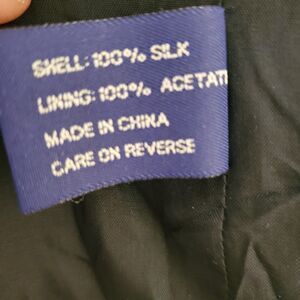 SHELL: 100% SILK
LINING: 100% ACETAT
MADE IN CHINA
CARE ON REVERSE